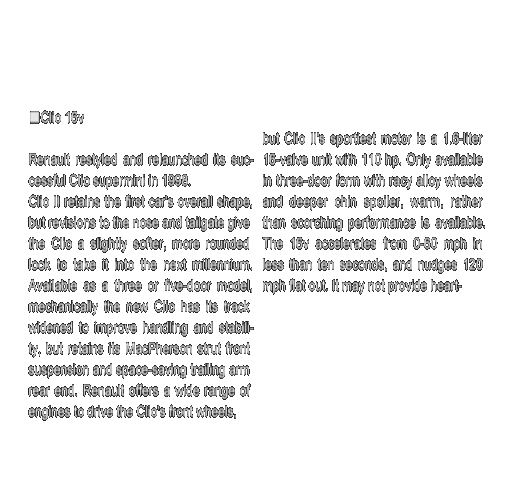 Clio 16v
Renault restyled and relaunched its suc-
cessful Clio supermini in 1998.
Clio II retains the first car's overall shape,
but revisions to the nose and tailgate give
the Clio a slightly softer, more rounded
look to take it into the next millennium.
Available as a three or five-door model,
mechanically the new Clio has its track
widened to improve handling and stabili-
ty, but retains its MacPherson strut front
suspension and space-saving trailing arm
rear end. Renault offers a wide range of
engines to drive the Clio's front wheels,
but Clio II's sportiest motor is a 1.6-liter
16-valve unit with 110 hp. Only available
in three-door form with racy alloy wheels
and deeper chin spoiler, warm, rather
than scorching performance is available.
The 16v accelerates from 0-60 mph in
less than ten seconds, and nudges 120
mph flat out. It may not provide heart-